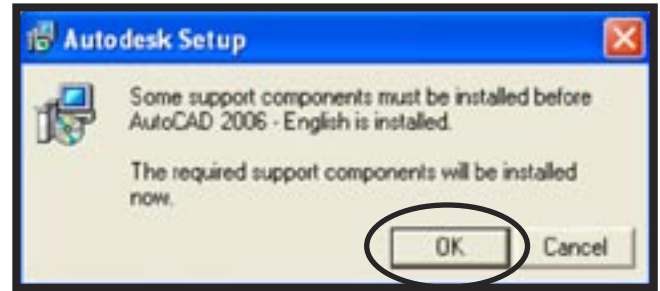 Autodesk Setup
Some support components must be installed before
AutoCAD 2006 - English is installed.
The required support components will be installed
now.
OK
Cancel